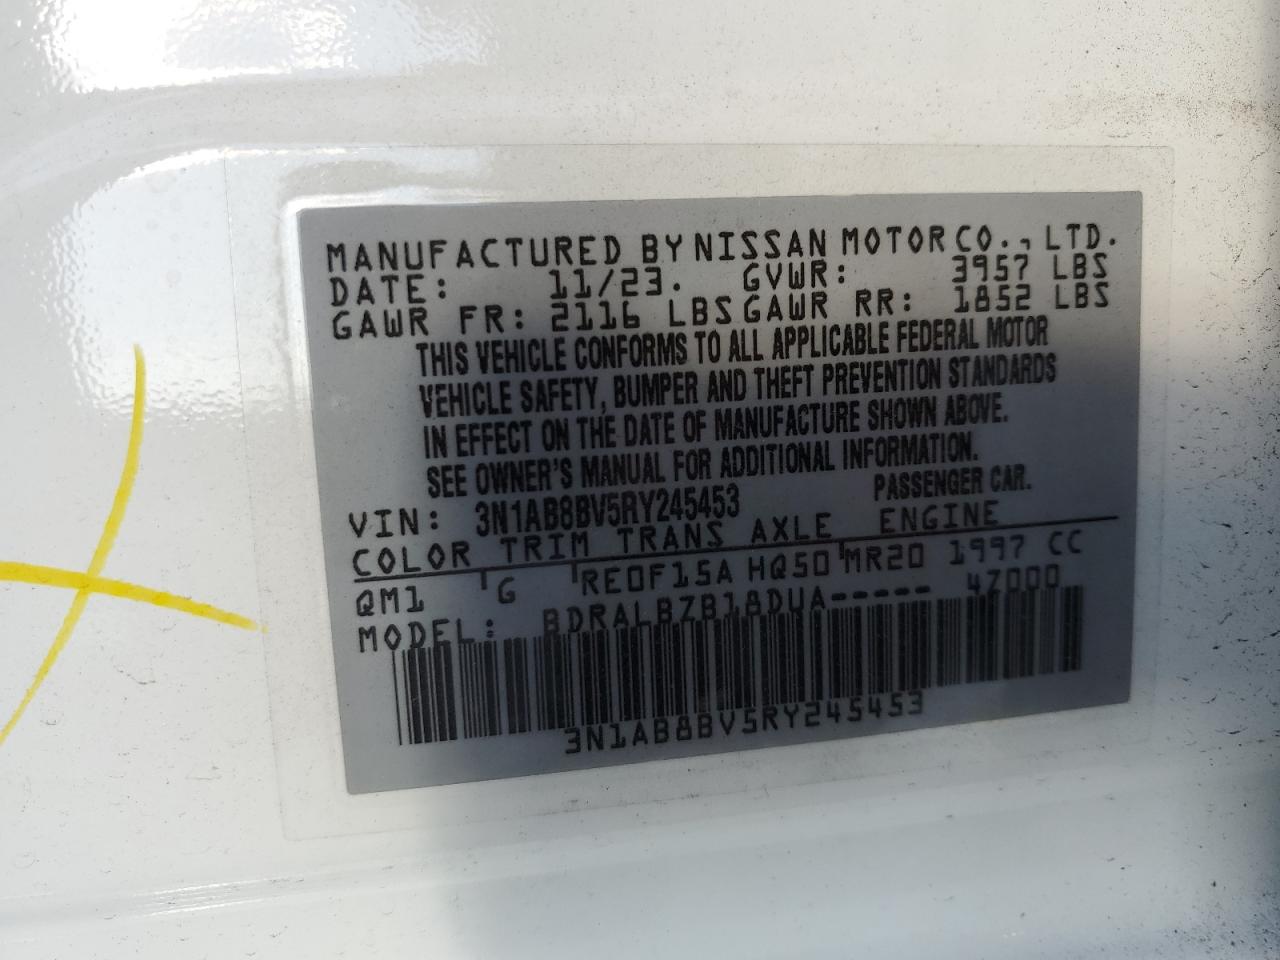 MANUFACTURED BY NISSAN MOTOR CO., LTD.
DATE: 11/23. GVWR: 3957 LBS
GAWR FR: 2116 LBS GAWR RR: 1852 LBS
THIS VEHICLE CONFORMS TO ALL APPLICABLE FEDERAL MOTOR
VEHICLE SAFETY, BUMPER AND THEFT PREVENTION STANDARDS
IN EFFECT ON THE DATE OF MANUFACTURE SHOWN ABOVE.
SEE OWNER'S MANUAL FOR ADDITIONAL INFORMATION.
VIN: 3N1AB8BV5RY245453 PASSENGER CAR.
COLOR TRIM TRANS AXLE ENGINE
QM1 G RE0F15A HQ50 MR20 1997 CC
MODEL: BDRALBZB18DUA----- 4Z000
3N1AB8BV5RY245453